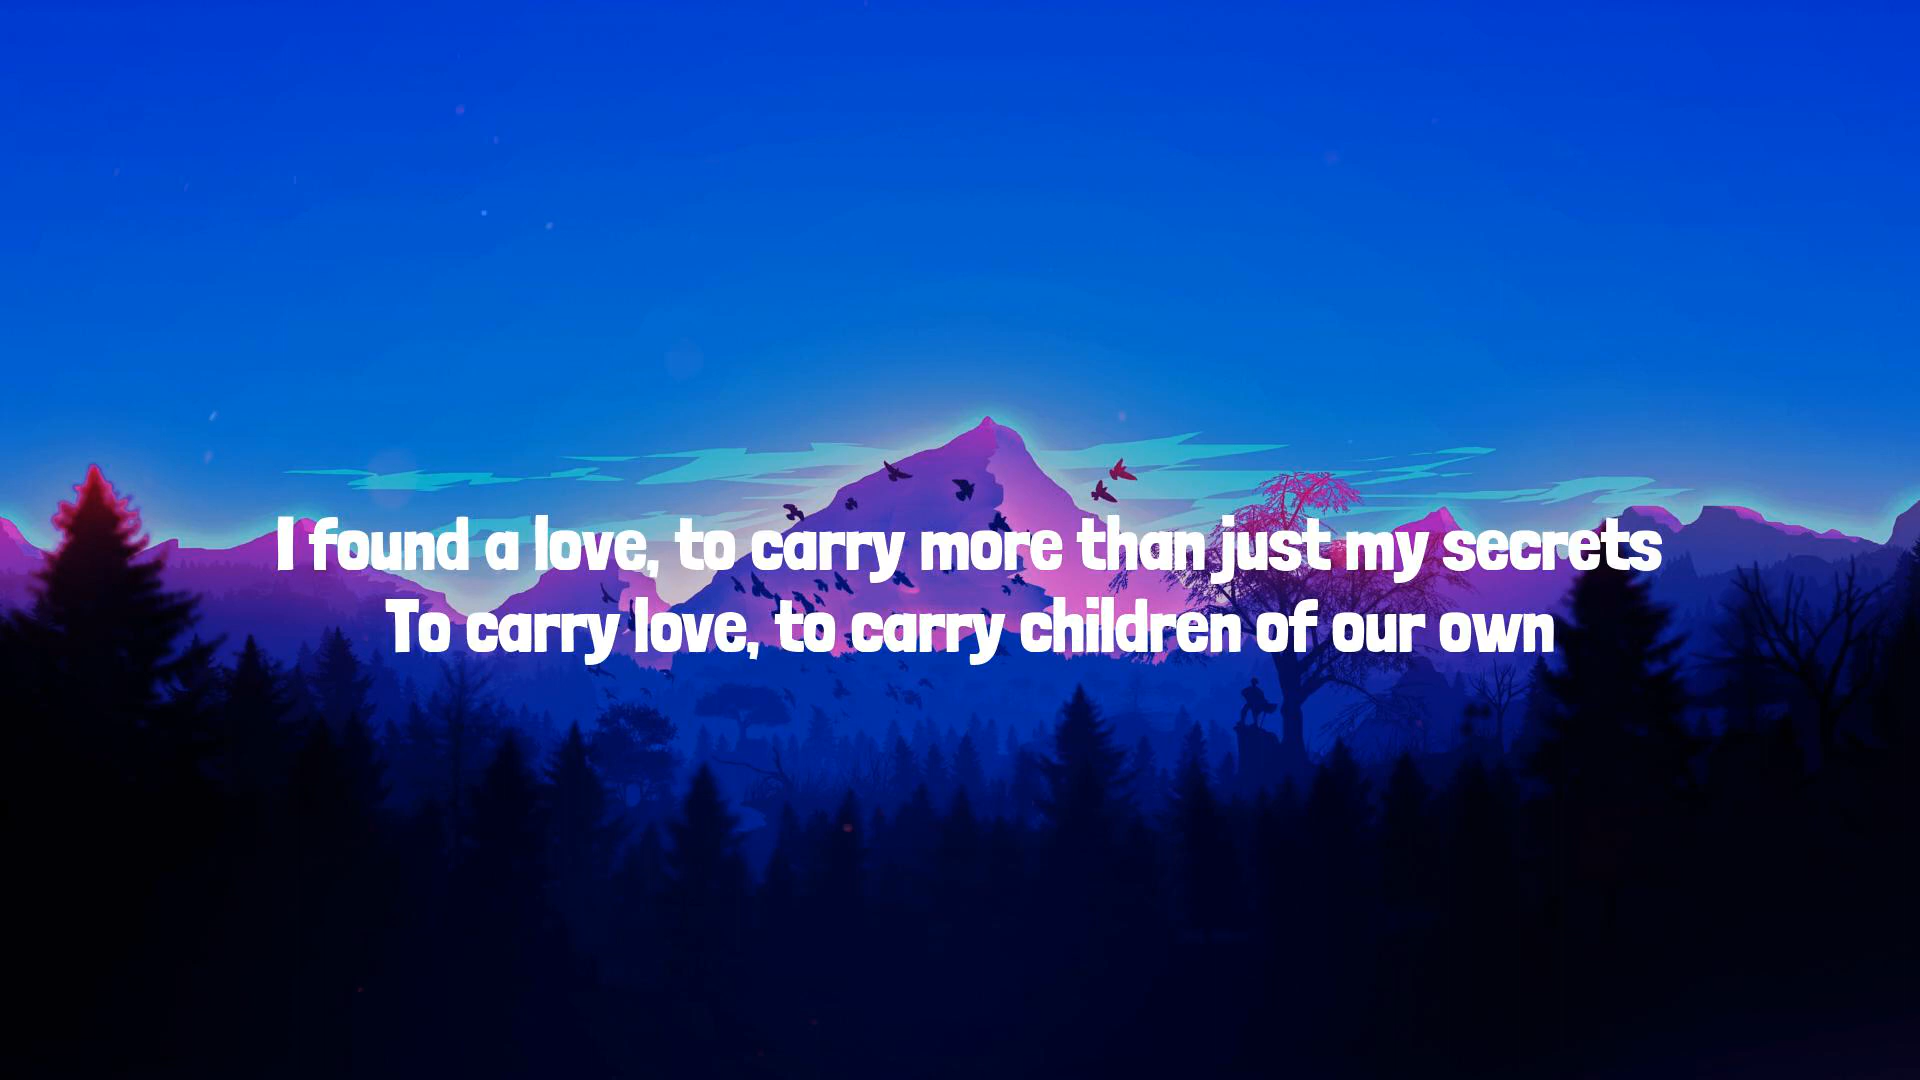 I found a love, to carry more than just my secrets
To carry love, to carry children of our own